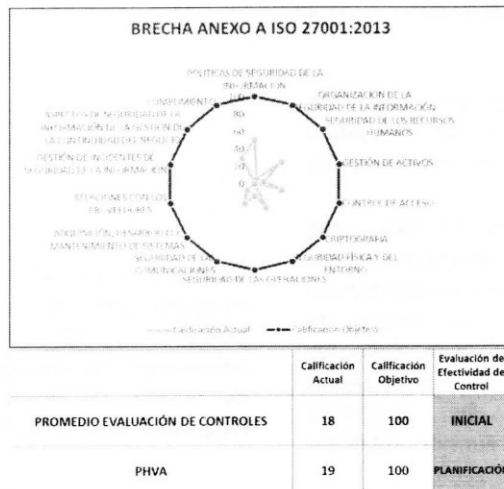 BRECHA ANEXO A ISO 27001:2013
POLÍTICAS DE SEGURIDAD DE LA
INFORMACIÓN
ORGANIZACIÓN DE LA
SEGURIDAD DE LA INFORMACIÓN
SEGURIDAD DE LOS RECURSOS
HUMANOS
GESTIÓN DE ACTIVOS
CONTROL DE ACCESO
CRIPTOGRAFÍA
SEGURIDAD FÍSICA Y DEL
ENTORNO
SEGURIDAD DE LAS OPERACIONES
SEGURIDAD DE LAS
COMUNICACIONES
ADQUISICIÓN, DESARROLLO Y
MANTENIMIENTO DE SISTEMAS
RELACIONES CON LOS
PROVEEDORES
GESTIÓN DE INCIDENTES DE
SEGURIDAD DE LA INFORMACIÓN
ASPECTOS DE SEGURIDAD DE LA
INFORMACIÓN DE LA GESTIÓN DE
LA CONTINUIDAD DEL NEGOCIO
CUMPLIMIENTO
100
80
60
40
20
0
Calificación Actual
Calificación Objetivo
Calificación Actual
Calificación Objetivo
Evaluación de Efectividad de Control
PROMEDIO EVALUACIÓN DE CONTROLES 18 100 INICIAL
PHVA 19 100 PLANIFICACIÓN